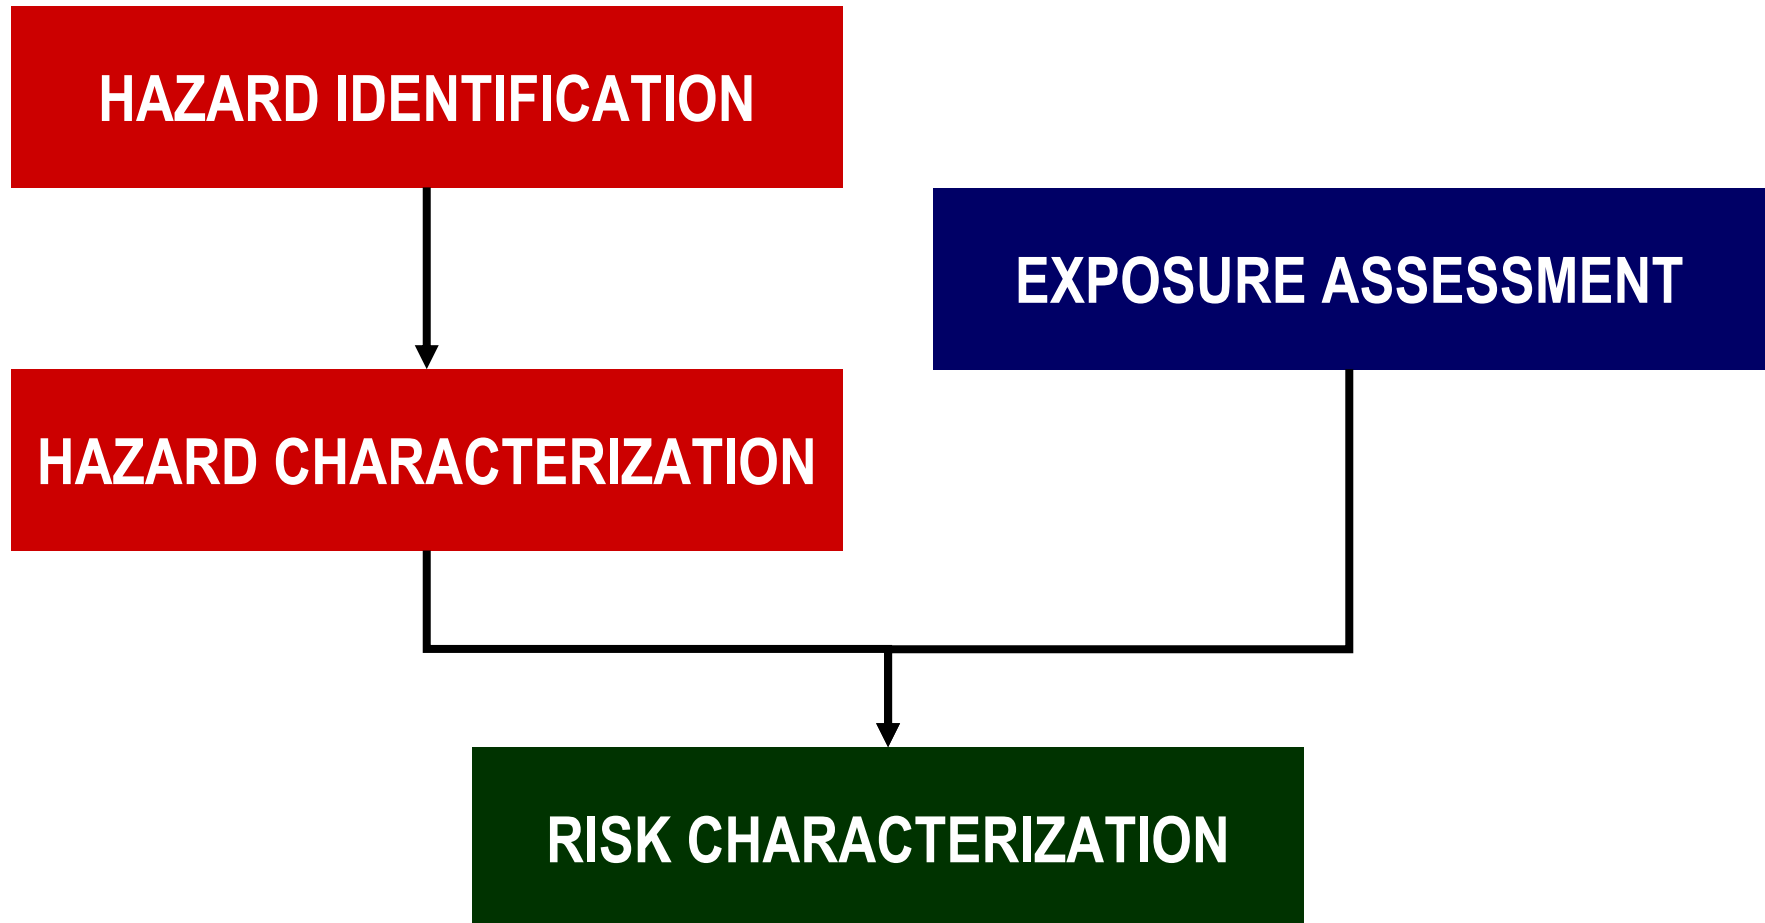 HAZARD IDENTIFICATION
EXPOSURE ASSESSMENT
HAZARD CHARACTERIZATION
RISK CHARACTERIZATION